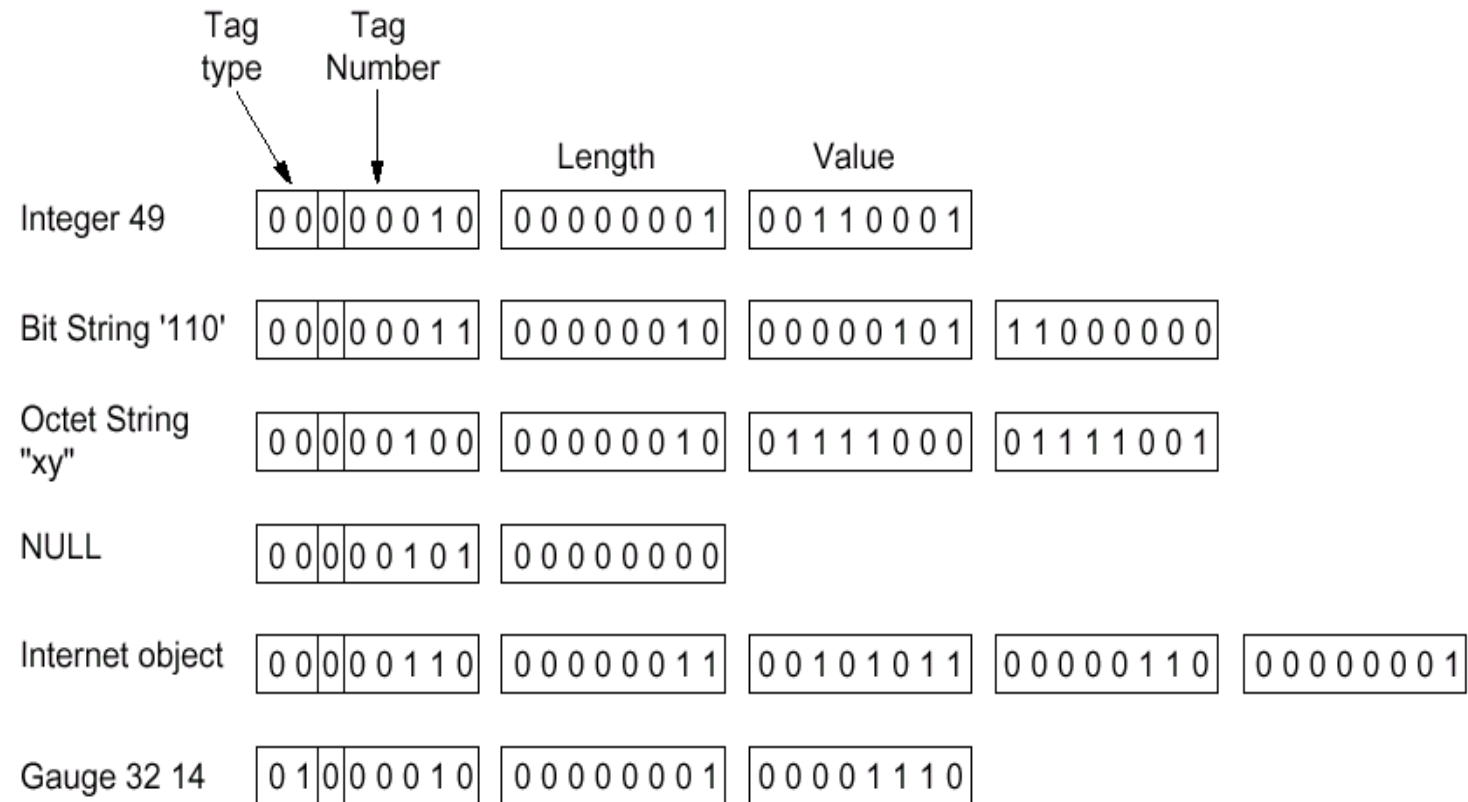 Tag Tag
type Number
Length Value
Integer 49 0 0 0 0 0 0 1 0 0 0 0 0 0 0 0 1 0 0 1 1 0 0 0 1
Bit String '110' 0 0 0 0 0 0 1 1 0 0 0 0 0 0 1 0 0 0 0 0 0 1 0 1 1 1 0 0 0 0 0 0
Octet String
"xy" 0 0 0 0 0 1 0 0 0 0 0 0 0 0 1 0 0 1 1 1 1 0 0 0 0 1 1 1 1 0 0 1
NULL 0 0 0 0 0 1 0 1 0 0 0 0 0 0 0 0
Internet object 0 0 0 0 0 1 1 0 0 0 0 0 0 0 1 1 0 0 1 0 1 0 1 1 0 0 0 0 0 1 1 0 0 0 0 0 0 0 0 1
Gauge 32 14 0 1 0 0 0 0 1 0 0 0 0 0 0 0 0 1 0 0 0 0 1 1 1 0